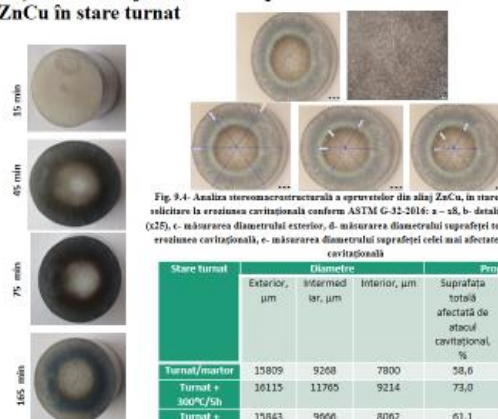 ZnCu în stare turnat
15 min
45 min
75 min
165 min
Fig. 9.4- Analiza stereomacrostructurală a epruvetelor din aliaj ZnCu, în stare
solicitare la eroziunea cavitațională conform ASTM G-32-2016: a – x8, b- detali
(x25), c- măsurarea diametrului exterior, d- măsurarea diametrului suprafeței to
eroziunea cavitațională, e- măsurarea diametrului suprafeței celei mai afectate
cavitațională
Stare turnat Diametre Pro
Exterior, μm Intermed iar, μm Interior, μm Suprafața totală afectată de atacul cavitațional, %
Turnat/martor 15809 9268 7800 58,6
Turnat + 300°C/5h 16115 11765 9214 73,0
Turnat + 15843 9666 8062 61,1